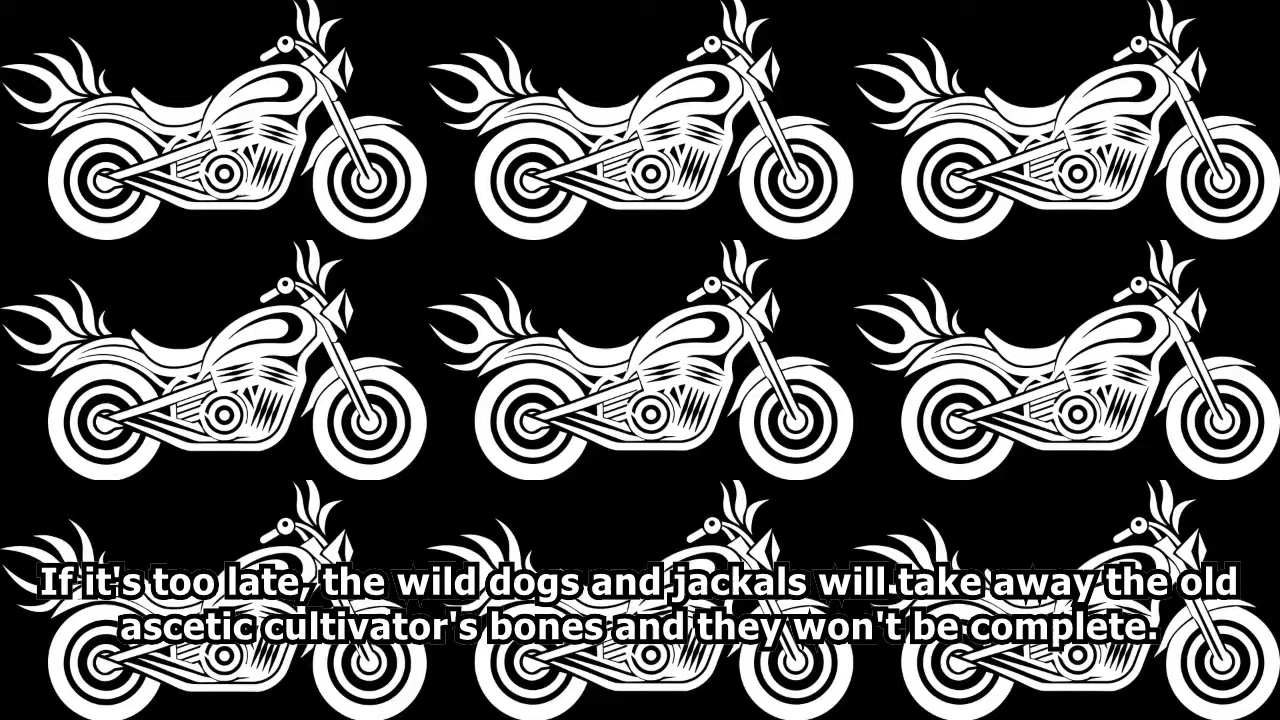 If it's too late, the wild dogs and jackals will take away the old
ascetic cultivator's bones and they won't be complete.